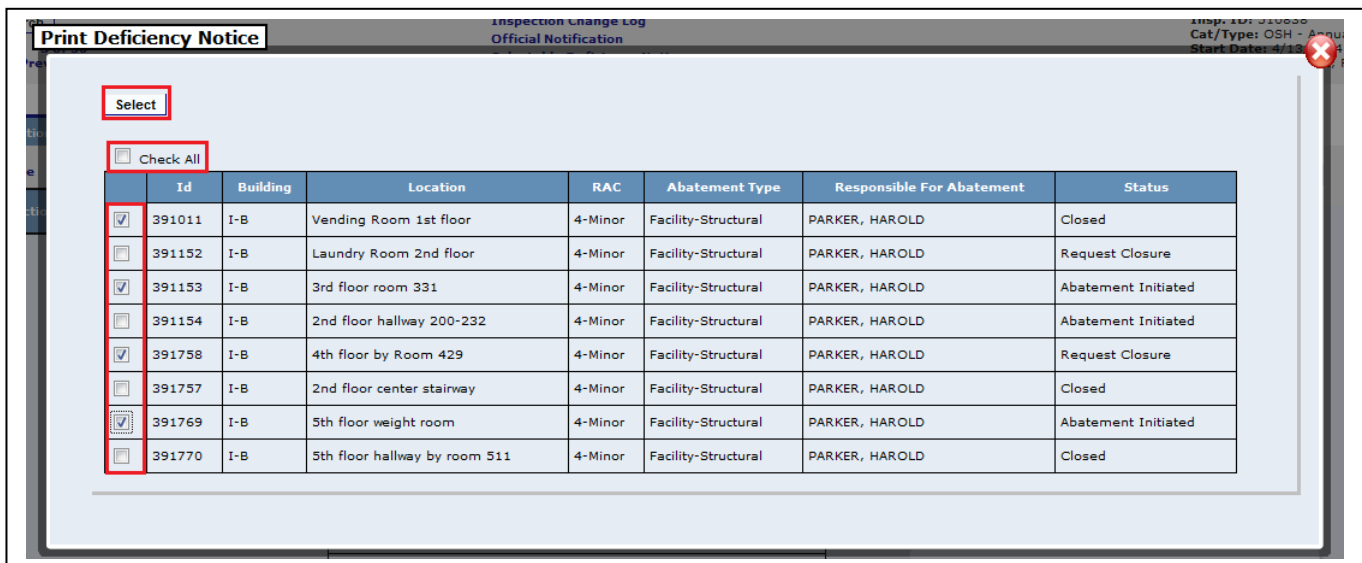 Inspection Change Log
Insp. ID: 510838
Print Deficiency Notice
Official Notification
Cat/Type: OSH - Annua
Start Date: 4/13
Select
Check All
Id Building Location RAC Abatement Type Responsible For Abatement Status
391011 I-B Vending Room 1st floor 4-Minor Facility-Structural PARKER, HAROLD Closed
391152 I-B Laundry Room 2nd floor 4-Minor Facility-Structural PARKER, HAROLD Request Closure
391153 I-B 3rd floor room 331 4-Minor Facility-Structural PARKER, HAROLD Abatement Initiated
391154 I-B 2nd floor hallway 200-232 4-Minor Facility-Structural PARKER, HAROLD Abatement Initiated
391758 I-B 4th floor by Room 429 4-Minor Facility-Structural PARKER, HAROLD Request Closure
391757 I-B 2nd floor center stairway 4-Minor Facility-Structural PARKER, HAROLD Closed
391769 I-B 5th floor weight room 4-Minor Facility-Structural PARKER, HAROLD Abatement Initiated
391770 I-B 5th floor hallway by room 511 4-Minor Facility-Structural PARKER, HAROLD Closed